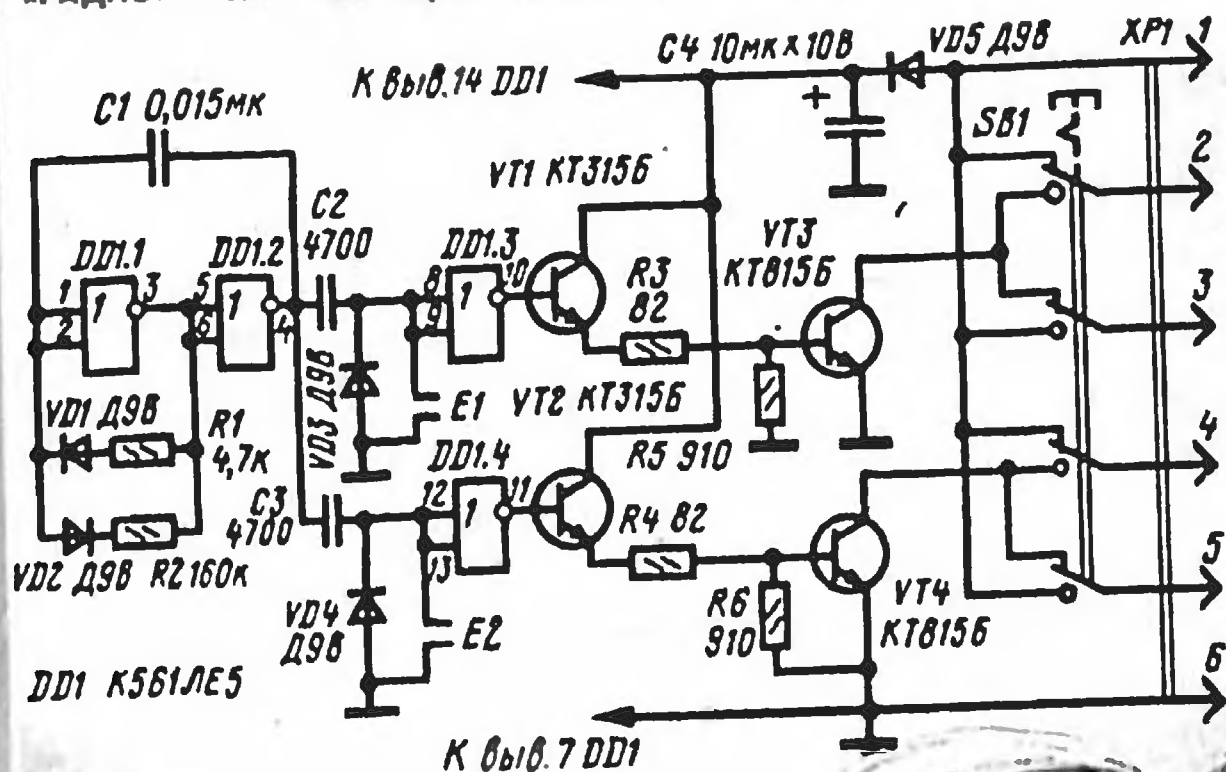 C4 10мк×10В
VD5 Д9В
XP1
1
К выв.14 DD1
C1 0,015мк
+
SB1
2
VT1 КТ315Б
C2
4700
DD1.1
DD1.2
DD1.3
VT3
КТ815Б
R3
82
3
1
2
1
3
5
6
1
4
8
9
1
10
VD3 Д9В
E1
VT2 КТ315Б
R5 910
VD1 Д9В
R1
4,7к
DD1.4
4
C3
4700
12
13
1
11
R4 82
VD2 Д9В
R2 160к
5
VD4
Д9В
E2
R6
910
VT4
КТ815Б
DD1 К561ЛЕ5
6
К выв.7 DD1